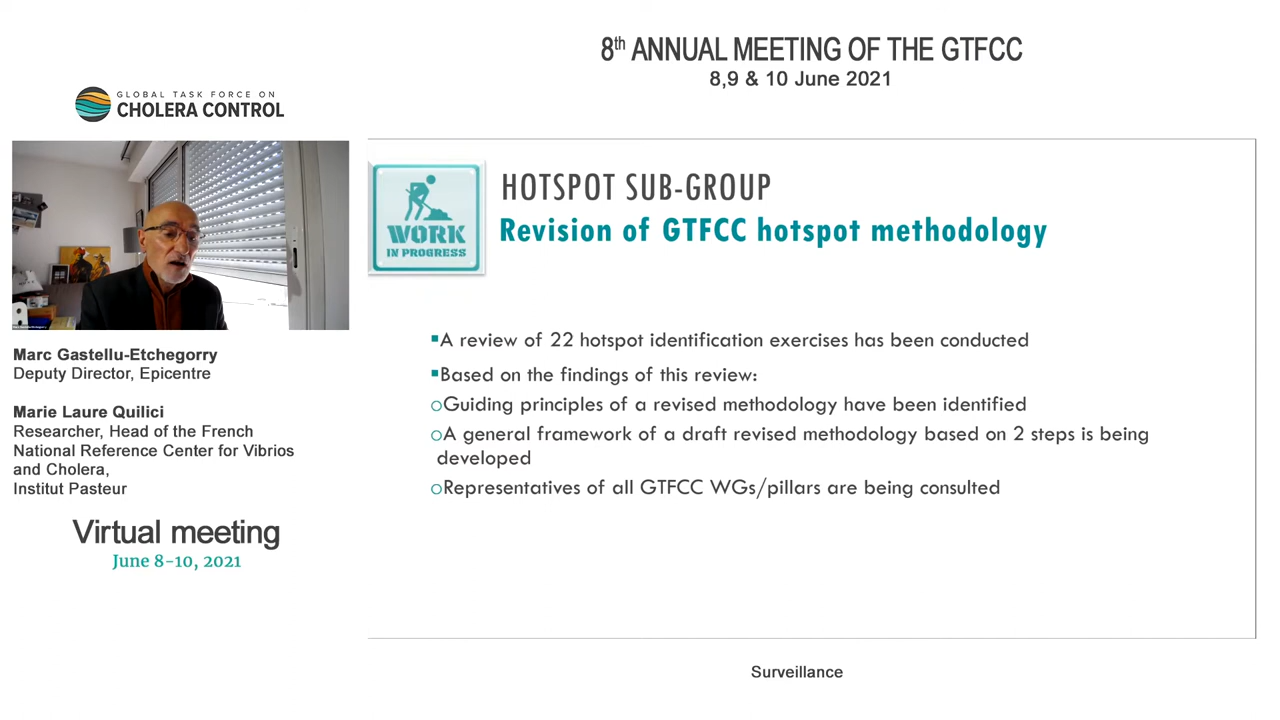 8th ANNUAL MEETING OF THE GTFCC
8,9 & 10 June 2021
GLOBAL TASK FORCE ON
CHOLERA CONTROL
WORK
IN PROGRESS
HOTSPOT SUB-GROUP
Revision of GTFCC hotspot methodology
▪A review of 22 hotspot identification exercises has been conducted
▪Based on the findings of this review:
oGuiding principles of a revised methodology have been identified
oA general framework of a draft revised methodology based on 2 steps is being
developed
oRepresentatives of all GTFCC WGs/pillars are being consulted
Marc Gastellu-Etchegorry
Deputy Director, Epicentre
Marie Laure Quilici
Researcher, Head of the French
National Reference Center for Vibrios
and Cholera,
Institut Pasteur
Virtual meeting
June 8-10, 2021
Surveillance